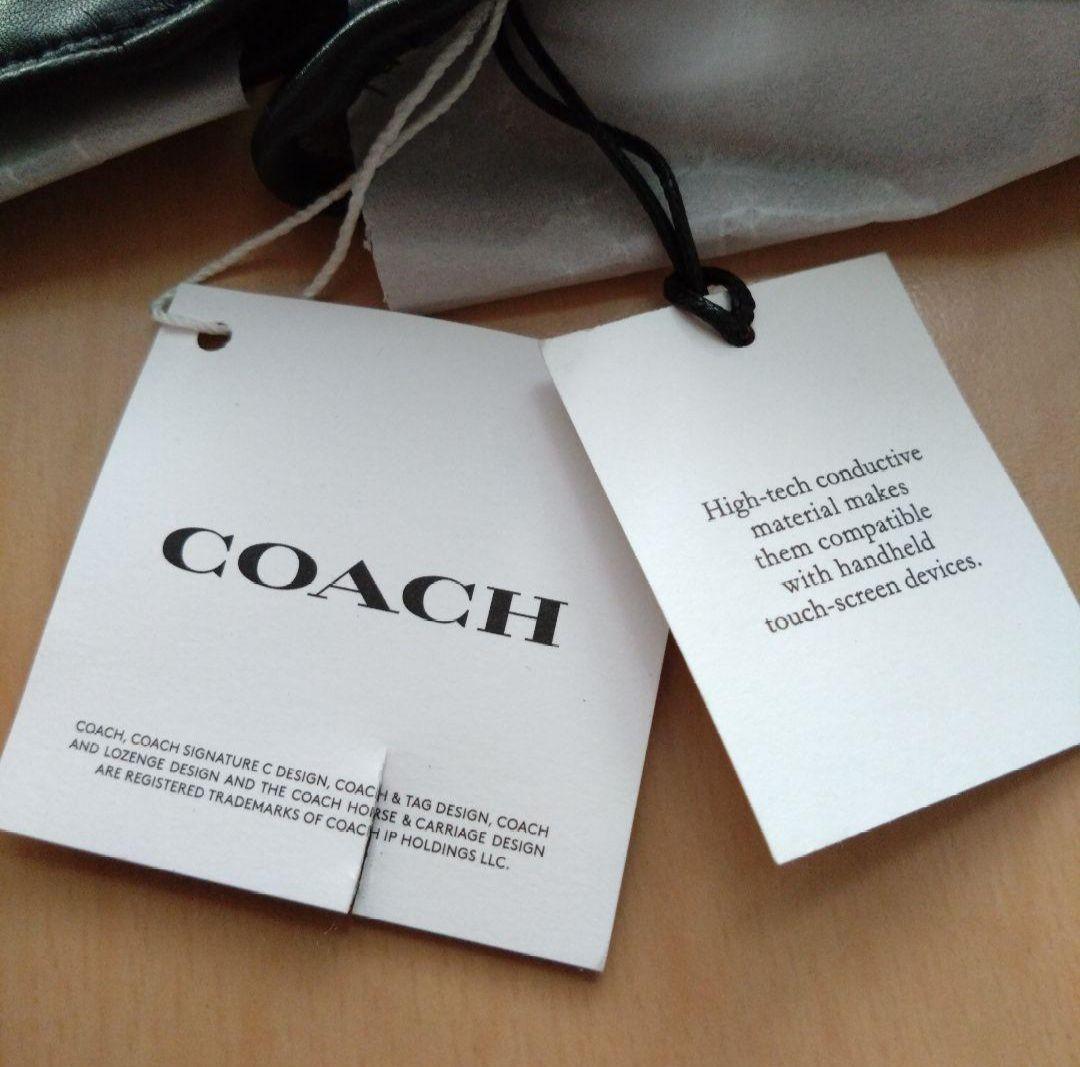 COACH
COACH, COACH SIGNATURE C DESIGN, COACH & TAG DESIGN, COACH
AND LOZENGE DESIGN AND THE COACH HORSE & CARRIAGE DESIGN
ARE REGISTERED TRADEMARKS OF COACH IP HOLDINGS LLC.
High-tech conductive
material makes
them compatible
with handheld
touch-screen devices.